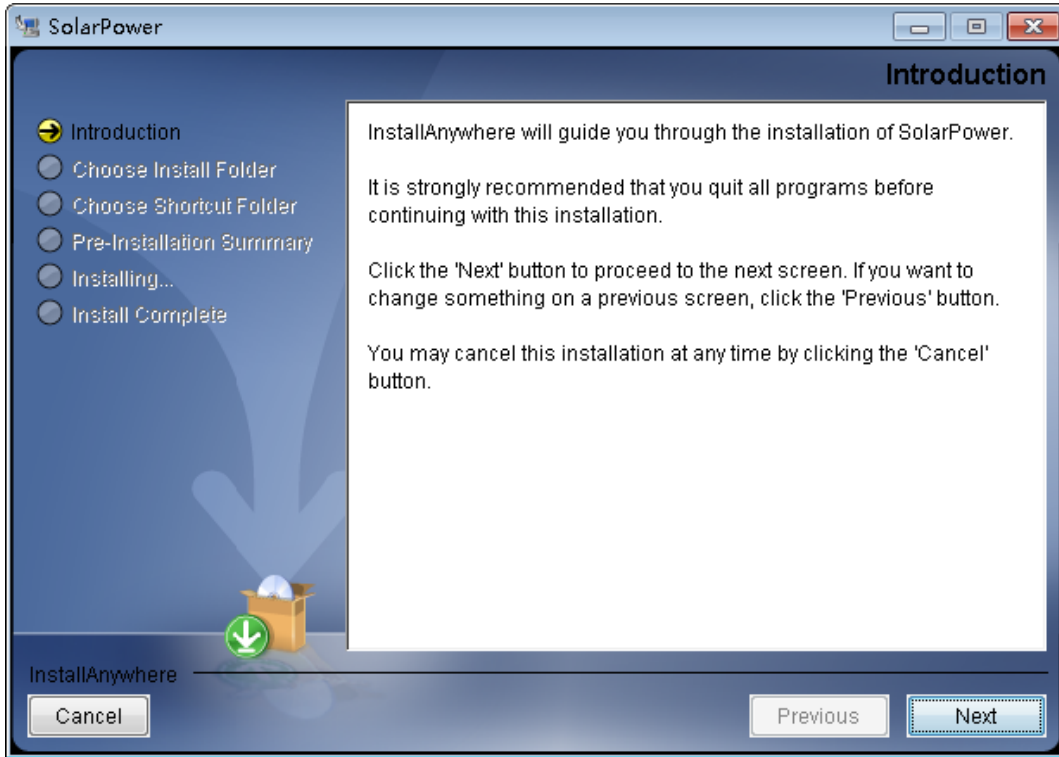 SolarPower
Introduction
Introduction
Choose Install Folder
Choose Shortcut Folder
Pre-Installation Summary
Installing...
Install Complete
InstallAnywhere will guide you through the installation of SolarPower.
It is strongly recommended that you quit all programs before
continuing with this installation.
Click the 'Next' button to proceed to the next screen. If you want to
change something on a previous screen, click the 'Previous' button.
You may cancel this installation at any time by clicking the 'Cancel'
button.
InstallAnywhere
Cancel
Previous
Next